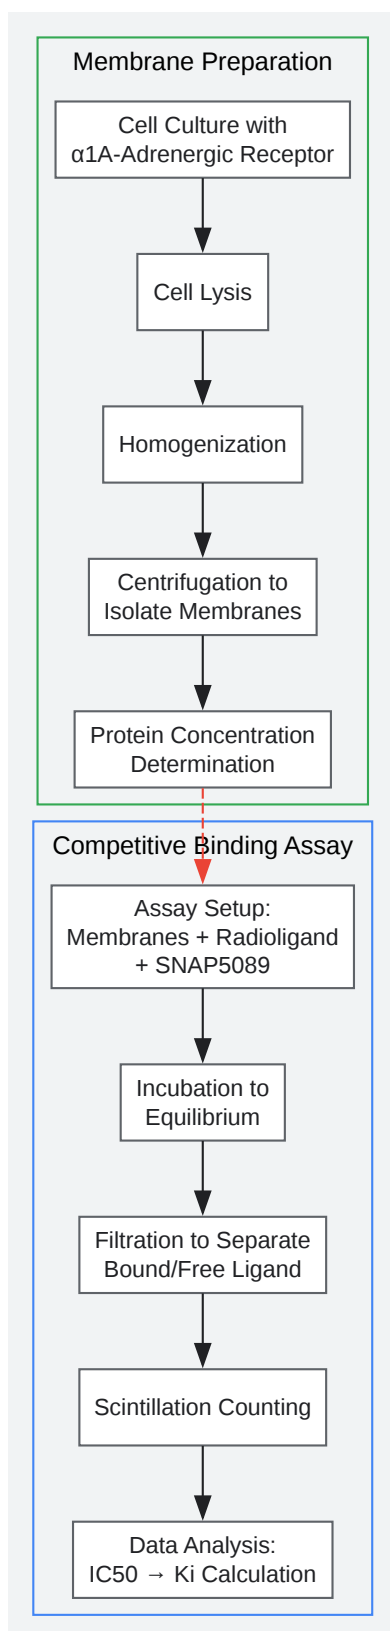 Membrane Preparation
Cell Culture with
α1A-Adrenergic Receptor
Cell Lysis
Homogenization
Centrifugation to
Isolate Membranes
Protein Concentration
Determination
Competitive Binding Assay
Assay Setup:
Membranes + Radioligand
+ SNAP5089
Incubation to
Equilibrium
Filtration to Separate
Bound/Free Ligand
Scintillation Counting
Data Analysis:
IC50 → Ki Calculation